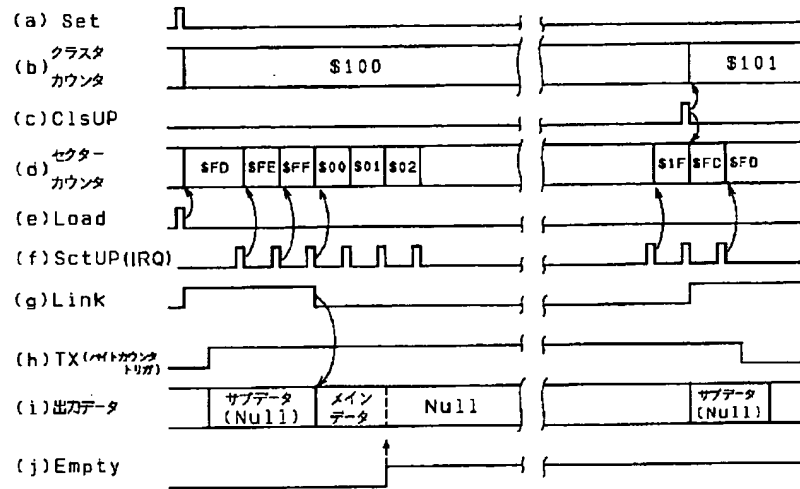 (a) Set
(b) クラスタ カウンタ $100 $101
(c) ClsUP
(d) セクター カウンタ $FD $FE $FF $00 $01 $02 $1F $FC $FD
(e) Load
(f) SctUP(IRQ)
(g) Link
(h) TX(バイトカウンタ トリガ)
(i) 出力データ サブデータ (Null) メイン データ Null サブデータ (Null)
(j) Empty